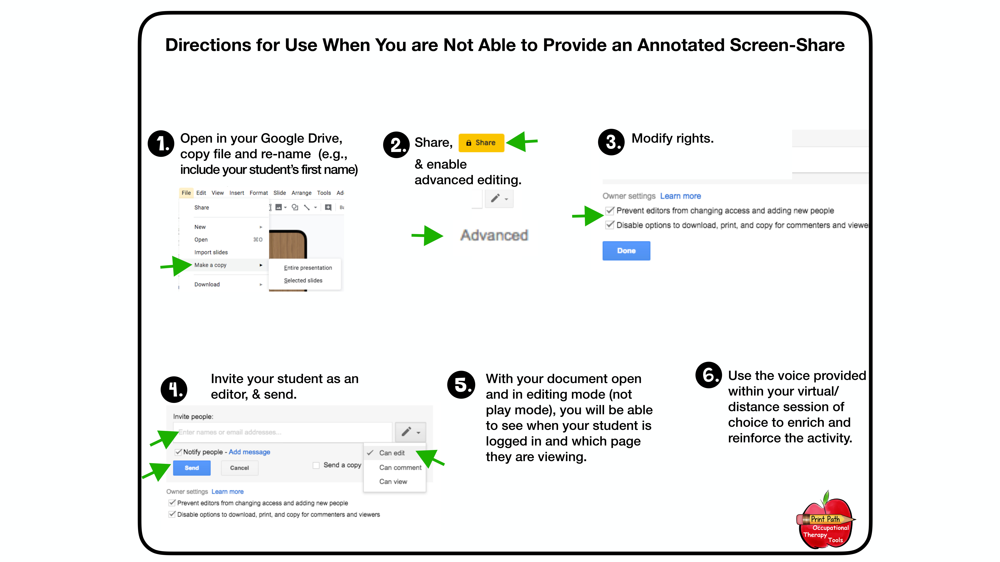 Directions for Use When You are Not Able to Provide an Annotated Screen-Share
1.
Open in your Google Drive,
copy file and re-name (e.g.,
include your student's first name)
File Edit View Insert Format Slide Arrange Tools Ad
Share
New
Open ⌘O
Import slides
Make a copy
Download
Entire presentation
Selected slides
2.
Share,
Share
& enable
advanced editing.
Advanced
3.
Modify rights.
Owner settings Learn more
Prevent editors from changing access and adding new people
Disable options to download, print, and copy for commenters and viewe
Done
4.
Invite your student as an
editor, & send.
Invite people:
Enter names or email addresses...
Notify people - Add message
Send
Cancel
Send a copy
Can edit
Can comment
Can view
Owner settings Learn more
Prevent editors from changing access and adding new people
Disable options to download, print, and copy for commenters and viewers
5.
With your document open
and in editing mode (not
play mode), you will be able
to see when your student is
logged in and which page
they are viewing.
6.
Use the voice provided
within your virtual/
distance session of
choice to enrich and
reinforce the activity.
Print Path
Occupational
Therapy
Tools